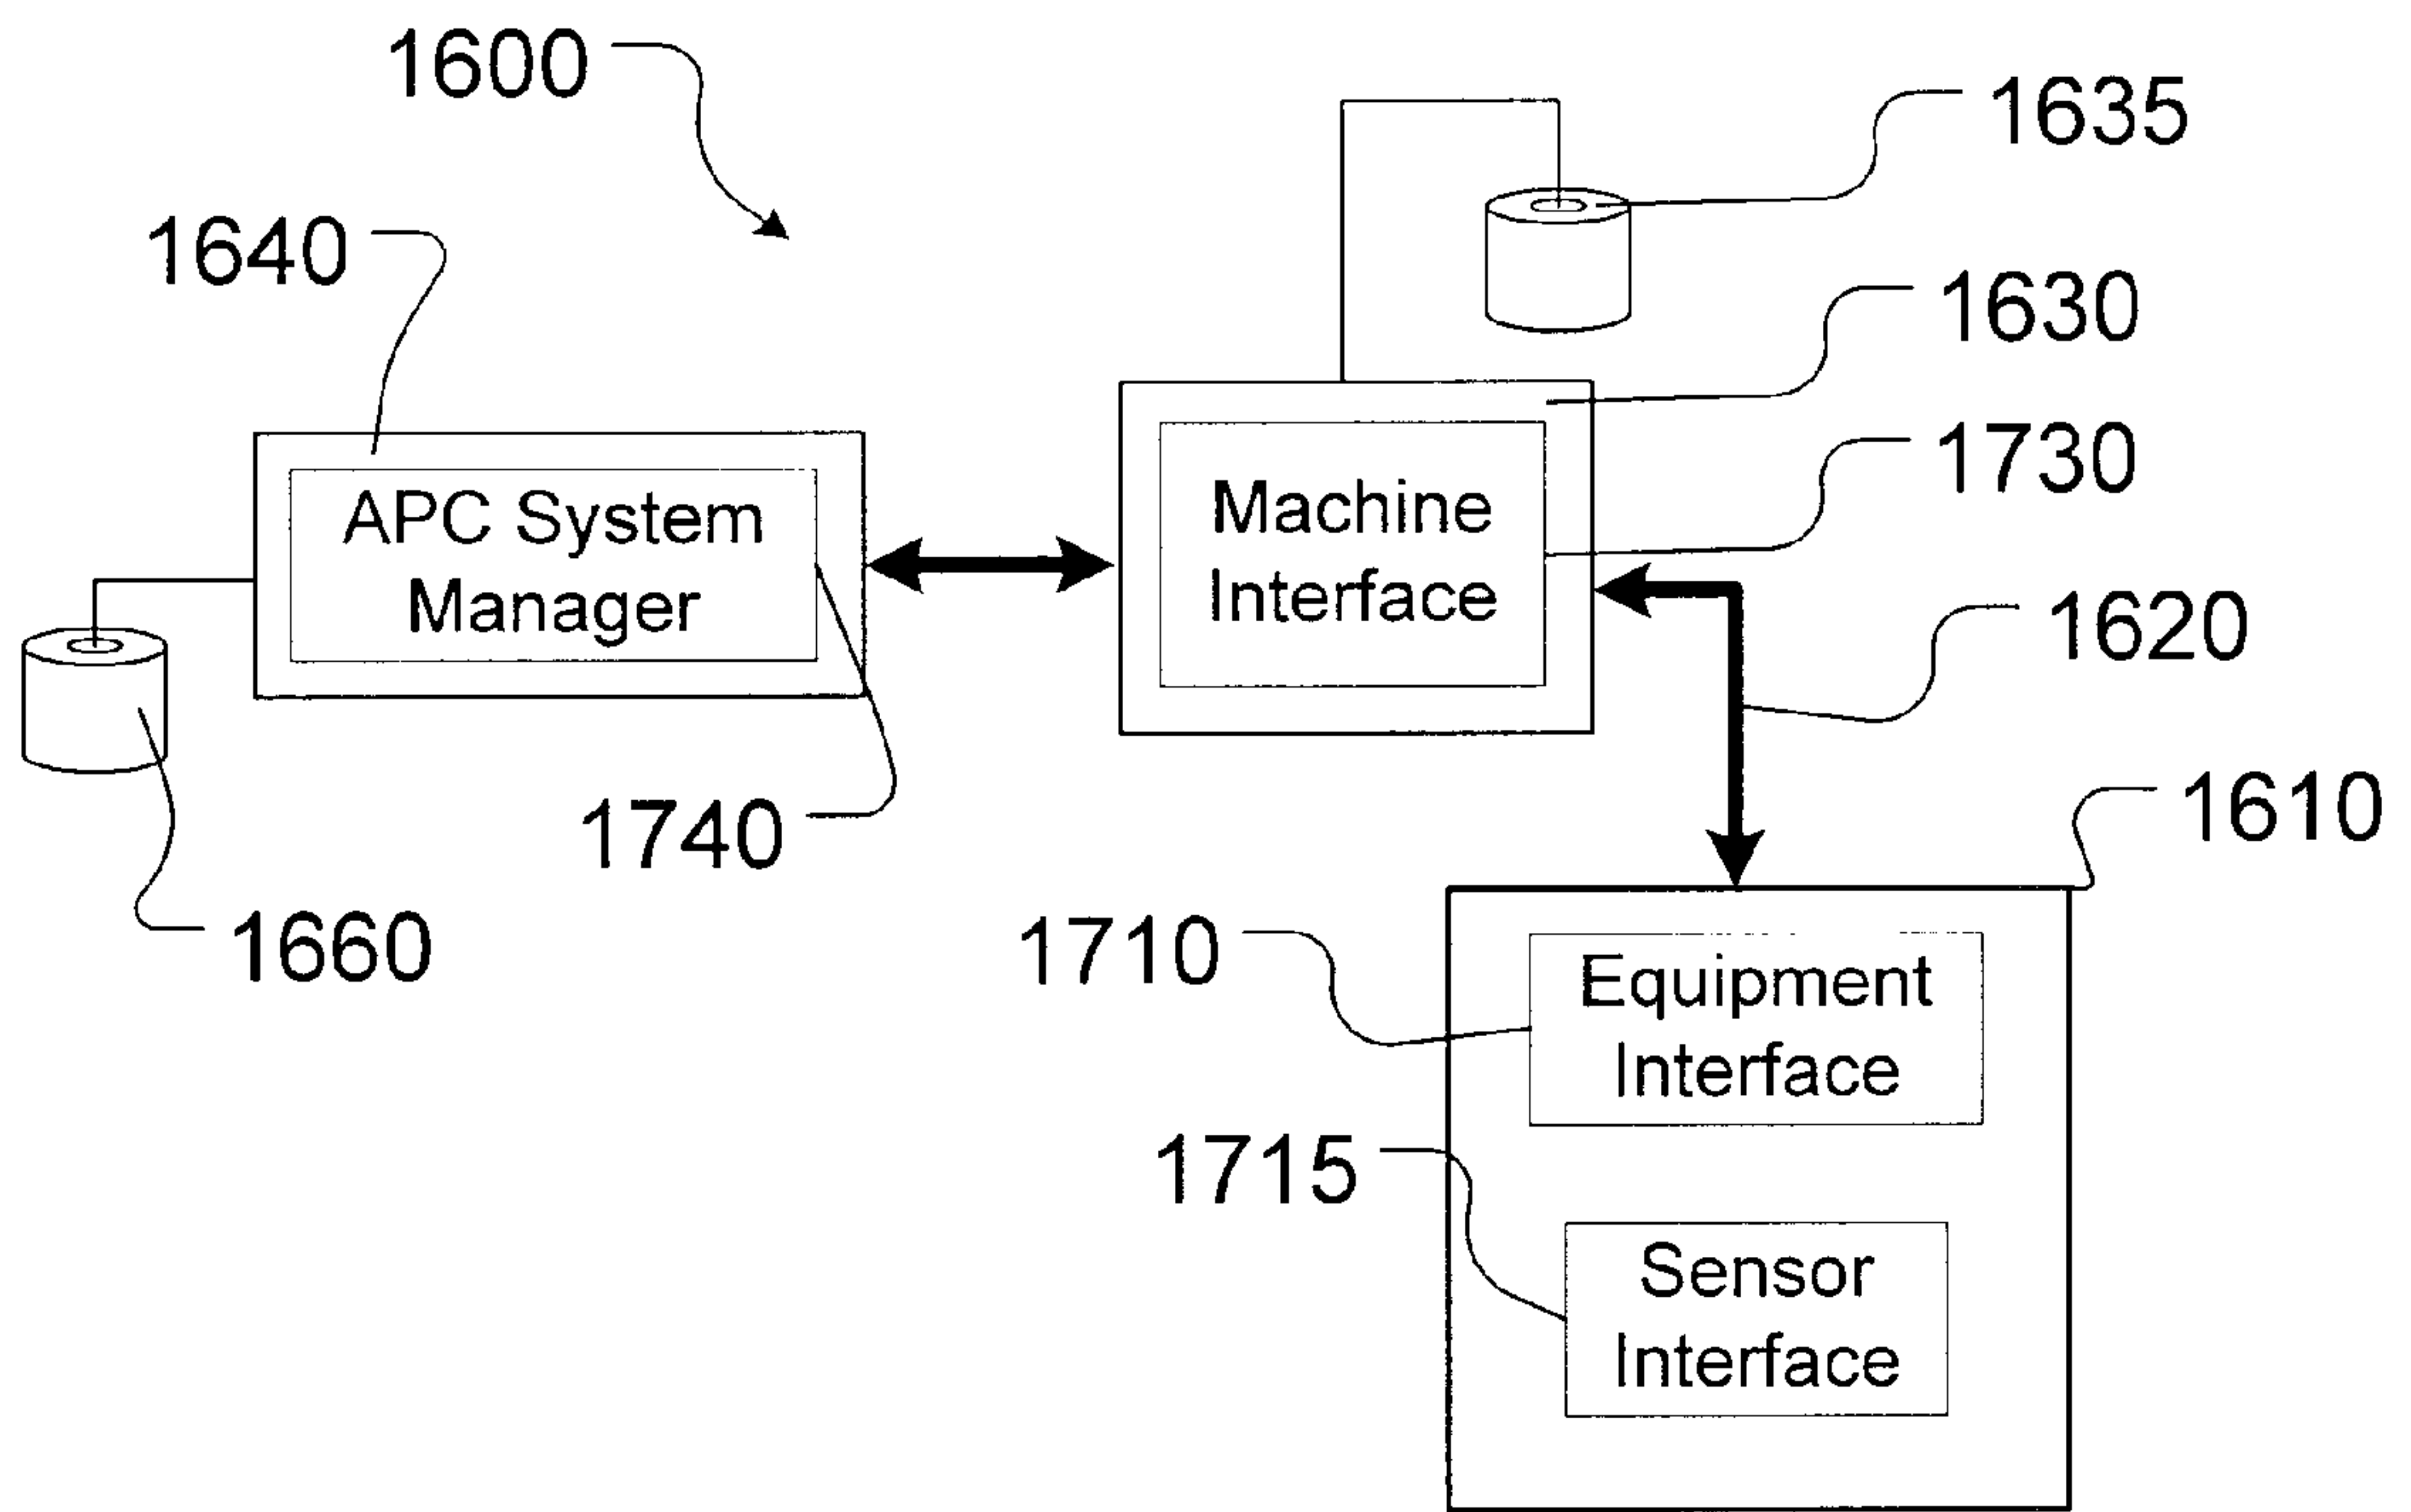 1600
1635
1640
1630
1730
APC System
Manager
Machine
Interface
1620
1740
1610
1660
1710
Equipment
Interface
1715
Sensor
Interface